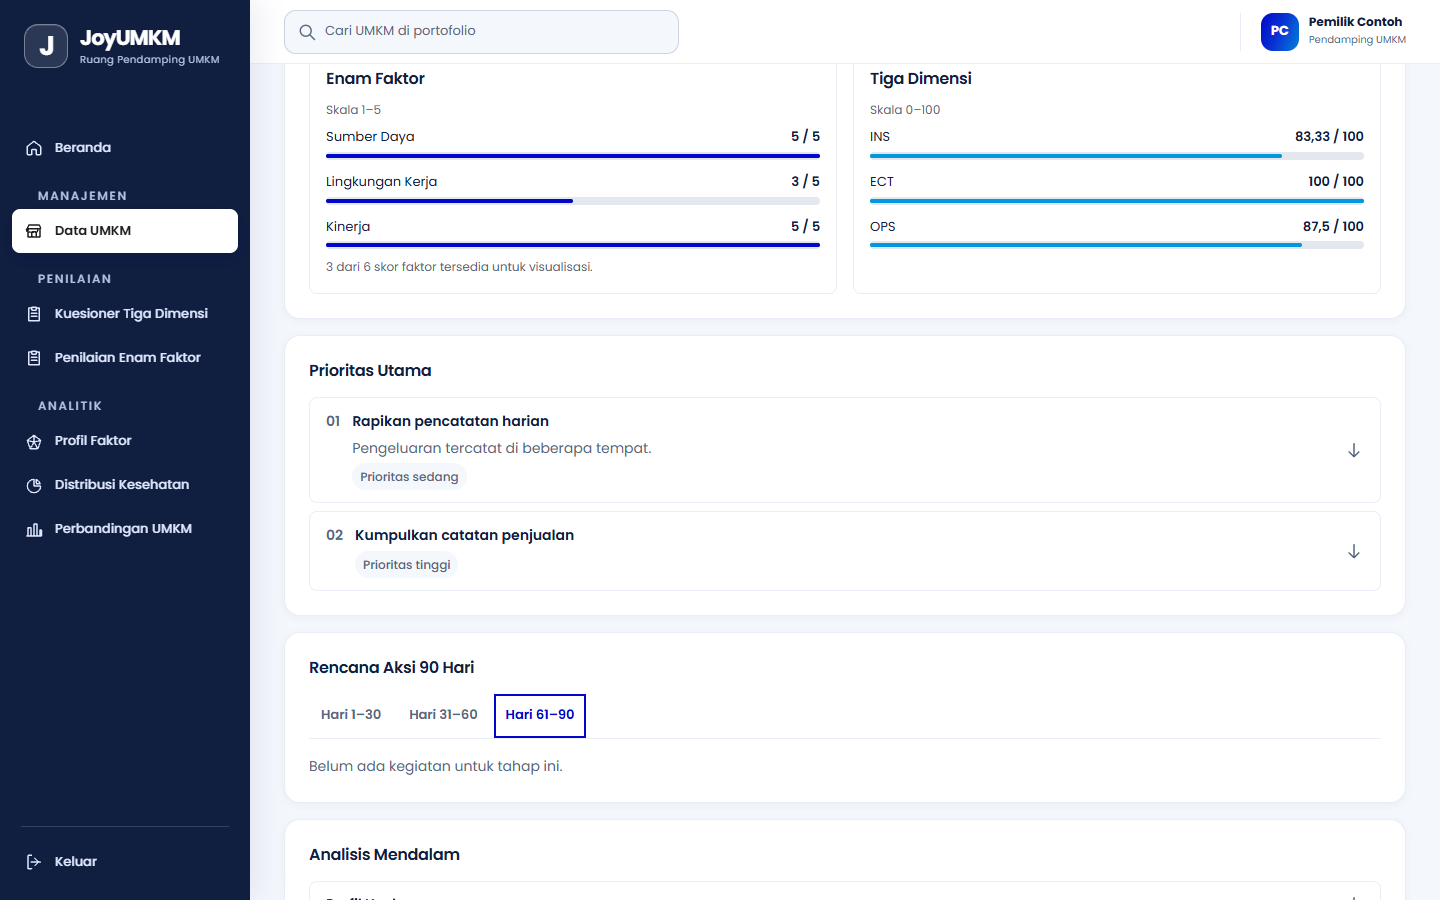 J
JoyUMKM
Ruang Pendamping UMKM
Beranda
MANAJEMEN
Data UMKM
PENILAIAN
Kuesioner Tiga Dimensi
Penilaian Enam Faktor
ANALITIK
Profil Faktor
Distribusi Kesehatan
Perbandingan UMKM
Keluar
Cari UMKM di portofolio
PC
Pemilik Contoh
Pendamping UMKM
Enam Faktor
Skala 1–5
Sumber Daya 5 / 5
Lingkungan Kerja 3 / 5
Kinerja 5 / 5
3 dari 6 skor faktor tersedia untuk visualisasi.
Tiga Dimensi
Skala 0–100
INS 83,33 / 100
ECT 100 / 100
OPS 87,5 / 100
Prioritas Utama
01 Rapikan pencatatan harian
Pengeluaran tercatat di beberapa tempat.
Prioritas sedang
02 Kumpulkan catatan penjualan
Prioritas tinggi
Rencana Aksi 90 Hari
Hari 1–30 Hari 31–60 Hari 61–90
Belum ada kegiatan untuk tahap ini.
Analisis Mendalam